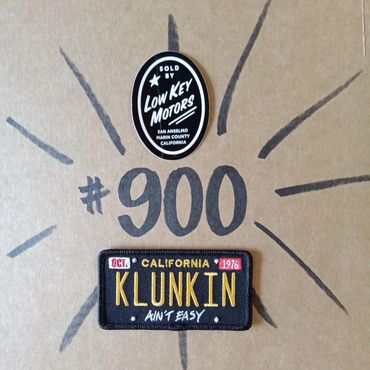 SOLD
BY
LOW KEY
MOTORS
SAN ANSELMO
MARIN COUNTY
CALIFORNIA
#900
OCT. CALIFORNIA 1976
KLUNKIN
AIN'T EASY